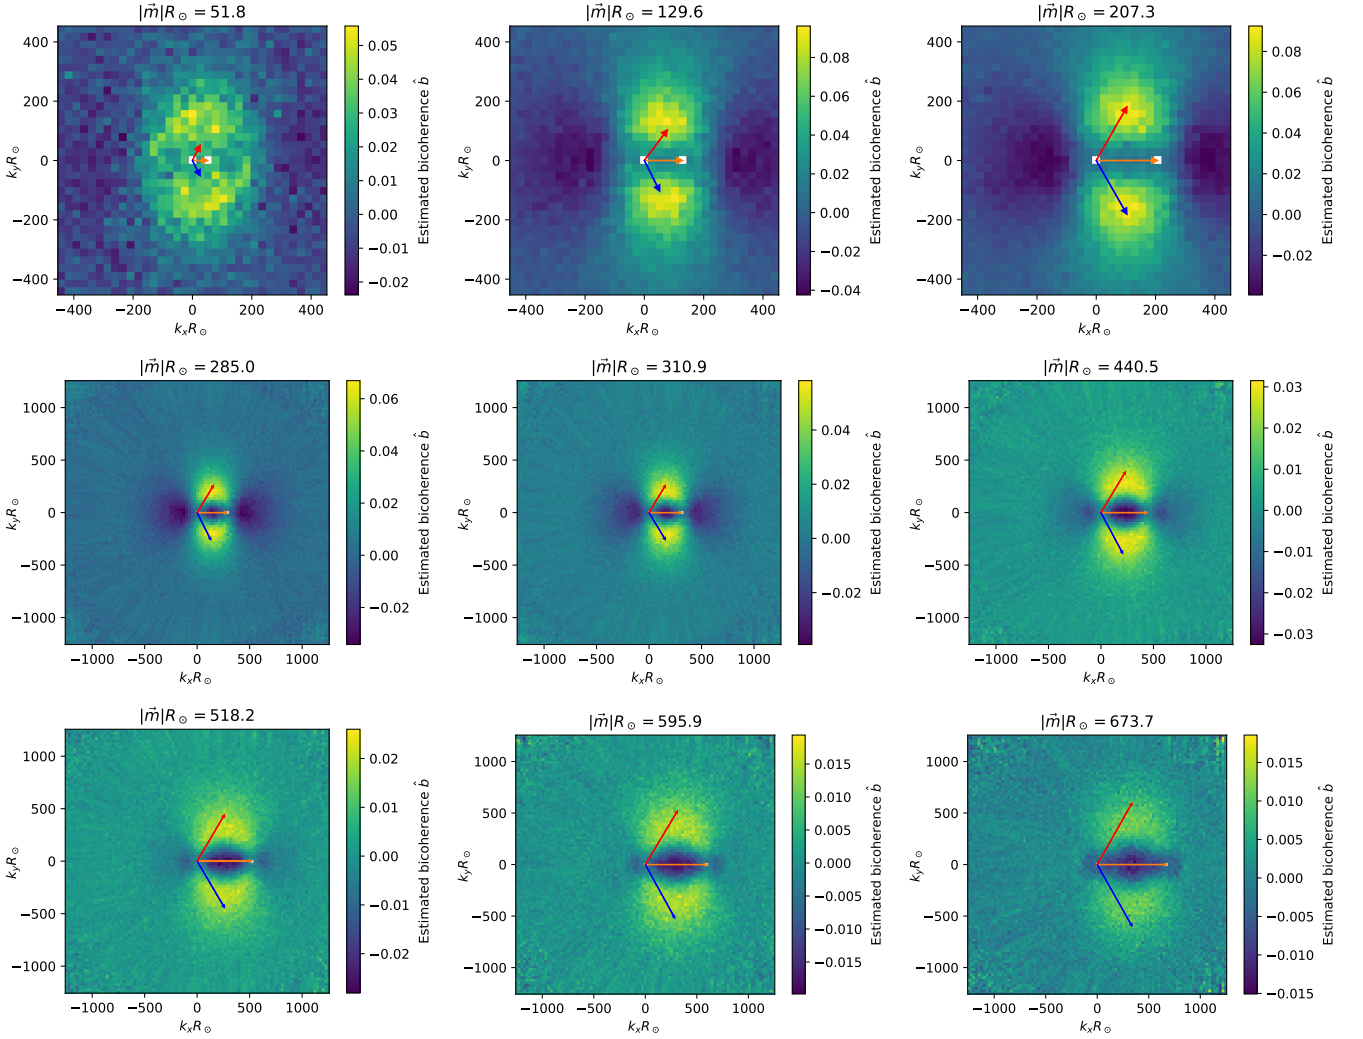 |m⃗|R⊙ = 51.8
400
200
0
−200
−400
−400 −200 0 200 400
kyR⊙
kxR⊙
0.05
0.04
0.03
0.02
0.01
0.00
−0.01
−0.02
Estimated bicoherence b̂
|m⃗|R⊙ = 129.6
400
200
0
−200
−400
−400 −200 0 200 400
kyR⊙
kxR⊙
0.08
0.06
0.04
0.02
0.00
−0.02
−0.04
Estimated bicoherence b̂
|m⃗|R⊙ = 207.3
400
200
0
−200
−400
−400 −200 0 200 400
kyR⊙
kxR⊙
0.08
0.06
0.04
0.02
0.00
−0.02
Estimated bicoherence b̂
|m⃗|R⊙ = 285.0
1000
500
0
−500
−1000
−1000 −500 0 500 1000
kyR⊙
kxR⊙
0.06
0.04
0.02
0.00
−0.02
Estimated bicoherence b̂
|m⃗|R⊙ = 310.9
1000
500
0
−500
−1000
−1000 −500 0 500 1000
kyR⊙
kxR⊙
0.04
0.02
0.00
−0.02
Estimated bicoherence b̂
|m⃗|R⊙ = 440.5
1000
500
0
−500
−1000
−1000 −500 0 500 1000
kyR⊙
kxR⊙
0.03
0.02
0.01
0.00
−0.01
−0.02
−0.03
Estimated bicoherence b̂
|m⃗|R⊙ = 518.2
1000
500
0
−500
−1000
−1000 −500 0 500 1000
kyR⊙
kxR⊙
0.02
0.01
0.00
−0.01
−0.02
Estimated bicoherence b̂
|m⃗|R⊙ = 595.9
1000
500
0
−500
−1000
−1000 −500 0 500 1000
kyR⊙
kxR⊙
0.015
0.010
0.005
0.000
−0.005
−0.010
−0.015
Estimated bicoherence b̂
|m⃗|R⊙ = 673.7
1000
500
0
−500
−1000
−1000 −500 0 500 1000
kyR⊙
kxR⊙
0.015
0.010
0.005
0.000
−0.005
−0.010
−0.015
Estimated bicoherence b̂